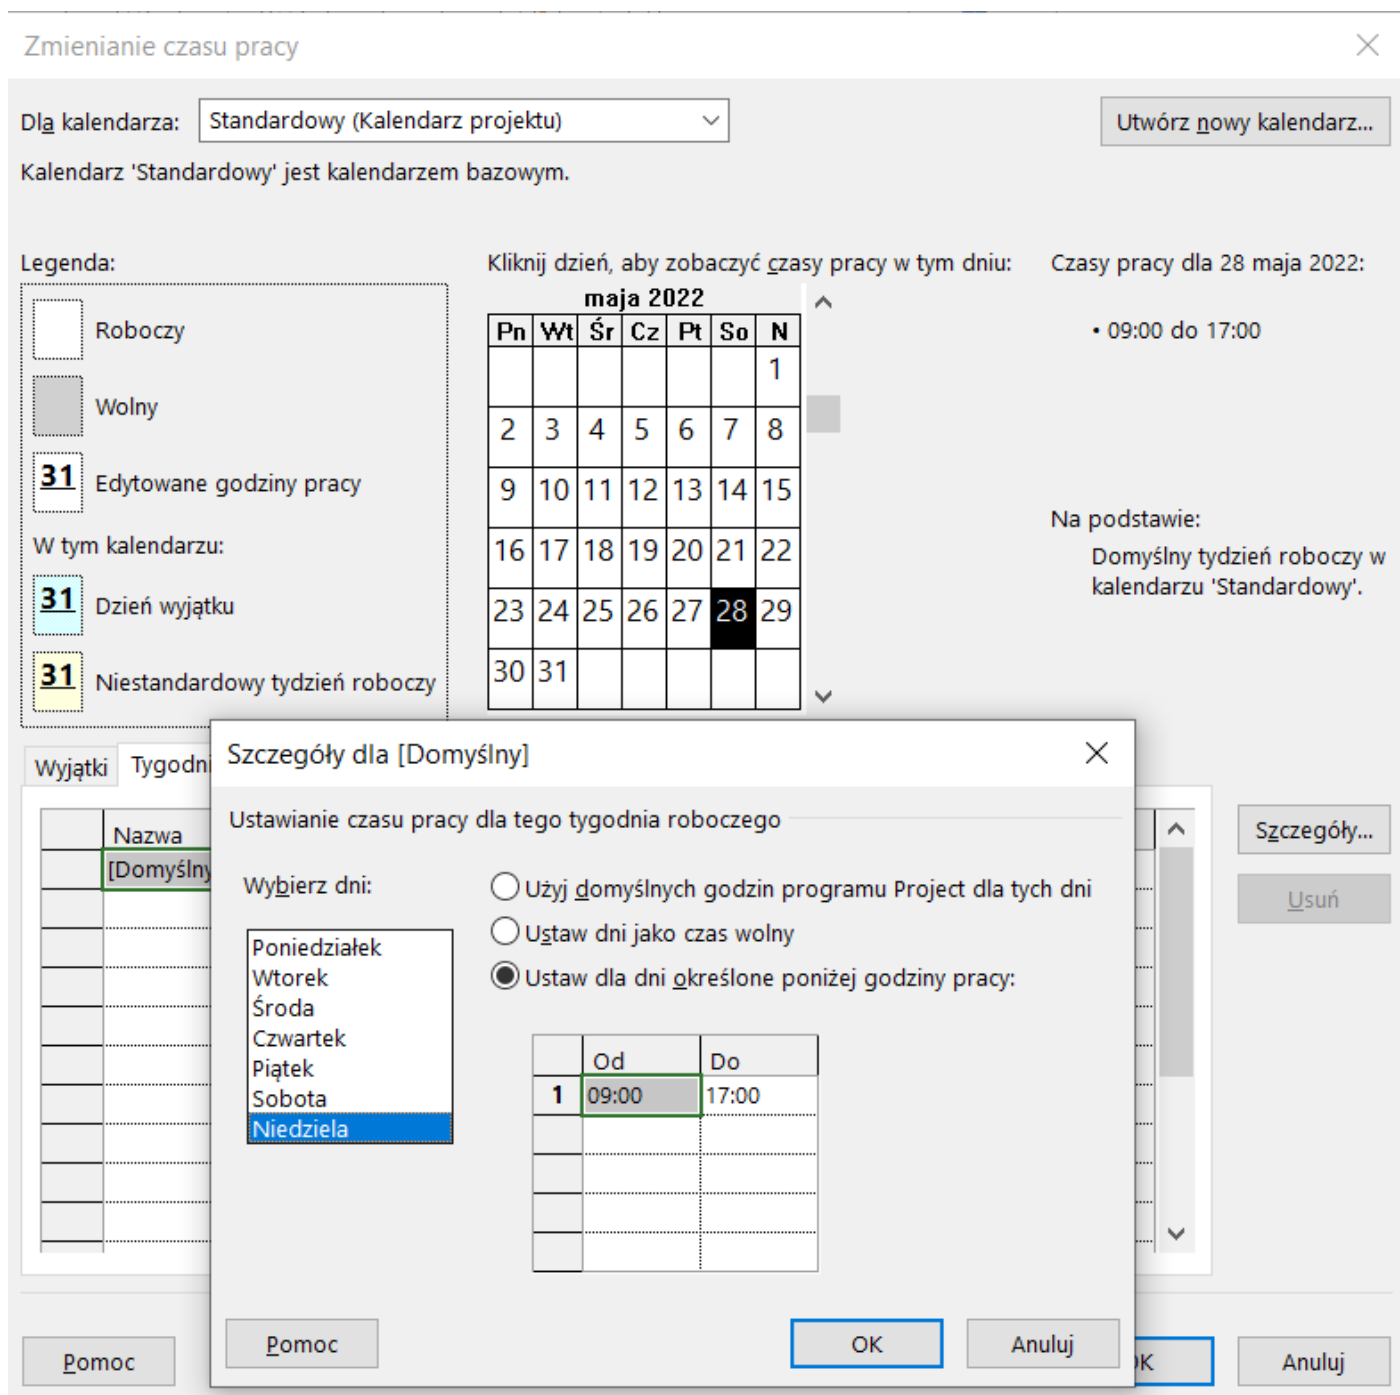 Zmienianie czasu pracy
Dla kalendarza: Standardowy (Kalendarz projektu) Utwórz nowy kalendarz...
Kalendarz 'Standardowy' jest kalendarzem bazowym.
Legenda:
Roboczy
Wolny
31 Edytowane godziny pracy
W tym kalendarzu:
31 Dzień wyjątku
31 Niestandardowy tydzień roboczy
Kliknij dzień, aby zobaczyć czasy pracy w tym dniu:
maja 2022
Pn Wt Śr Cz Pt So N
1
2 3 4 5 6 7 8
9 10 11 12 13 14 15
16 17 18 19 20 21 22
23 24 25 26 27 28 29
30 31
Czasy pracy dla 28 maja 2022:
• 09:00 do 17:00
Na podstawie:
Domyślny tydzień roboczy w
kalendarzu 'Standardowy'.
Wyjątki Tygodni
Nazwa
[Domyślny
Szczegóły...
Usuń
Szczegóły dla [Domyślny]
Ustawianie czasu pracy dla tego tygodnia roboczego
Wybierz dni:
Poniedziałek
Wtorek
Środa
Czwartek
Piątek
Sobota
Niedziela
Użyj domyślnych godzin programu Project dla tych dni
Ustaw dni jako czas wolny
Ustaw dla dni określone poniżej godziny pracy:
Od Do
1 09:00 17:00
Pomoc OK Anuluj
Pomoc OK Anuluj